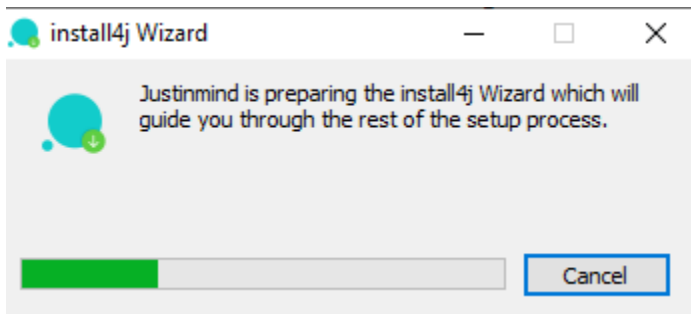 install4j Wizard
Justinmind is preparing the install4j Wizard which will
guide you through the rest of the setup process.
Cancel